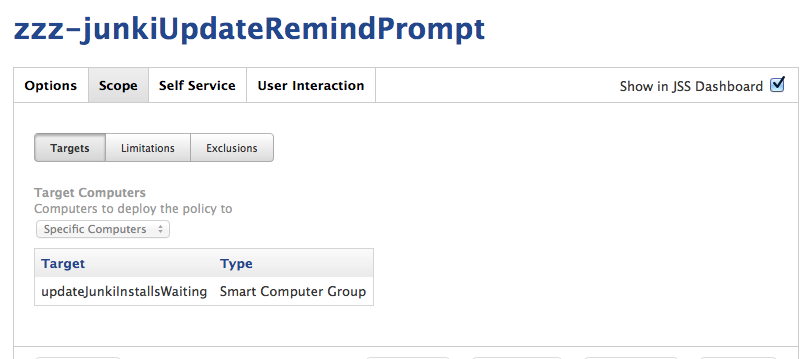 zzz-junkiUpdateRemindPrompt
Options Scope Self Service User Interaction Show in JSS Dashboard
Targets Limitations Exclusions
Target Computers
Computers to deploy the policy to
Specific Computers
Target Type
updateJunkiInstallsWaiting Smart Computer Group